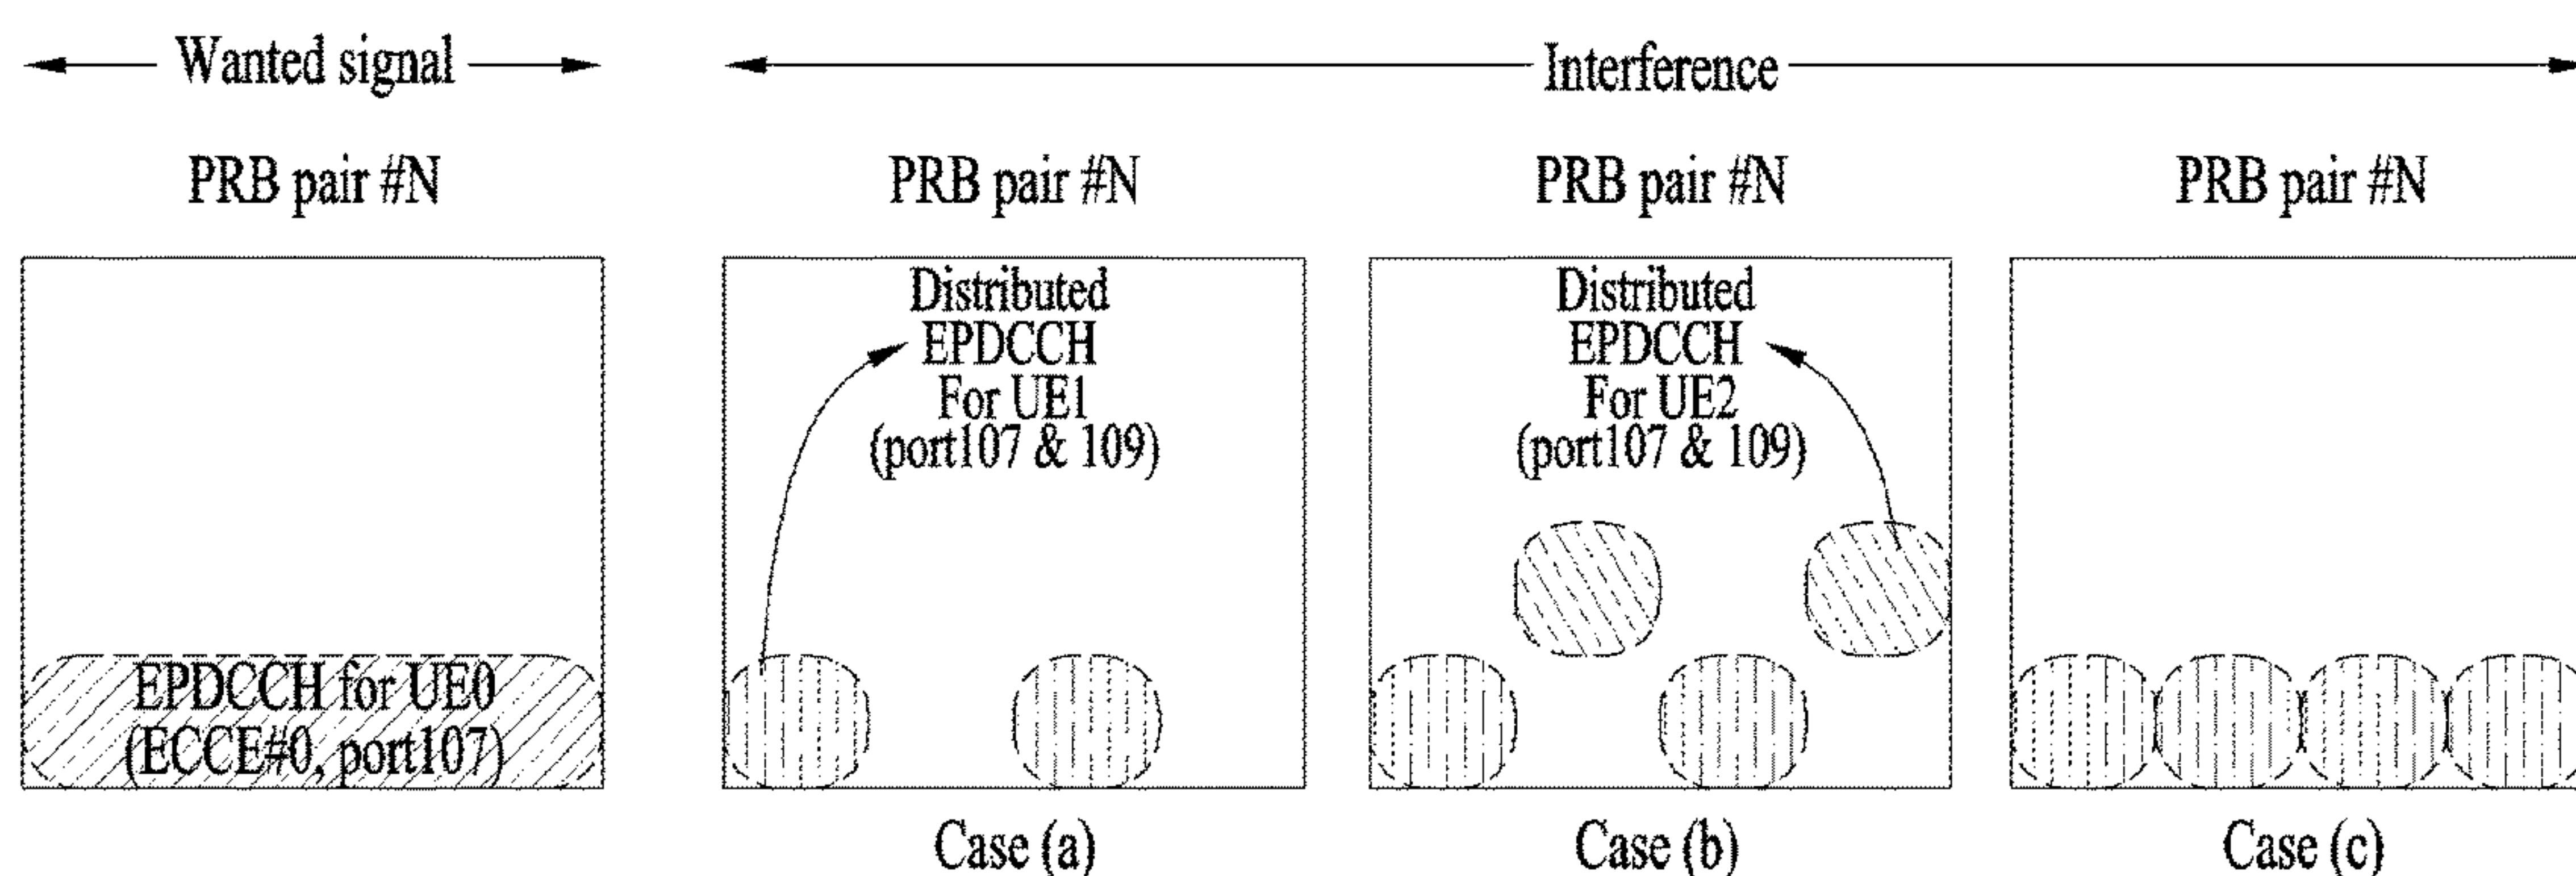 Wanted signal
Interference
PRB pair #N
PRB pair #N
PRB pair #N
PRB pair #N
EPDCCH for UE0
(ECCE#0, port107)
Distributed
EPDCCH
For UE1
(port107 & 109)
Distributed
EPDCCH
For UE2
(port107 & 109)
Case (a)
Case (b)
Case (c)